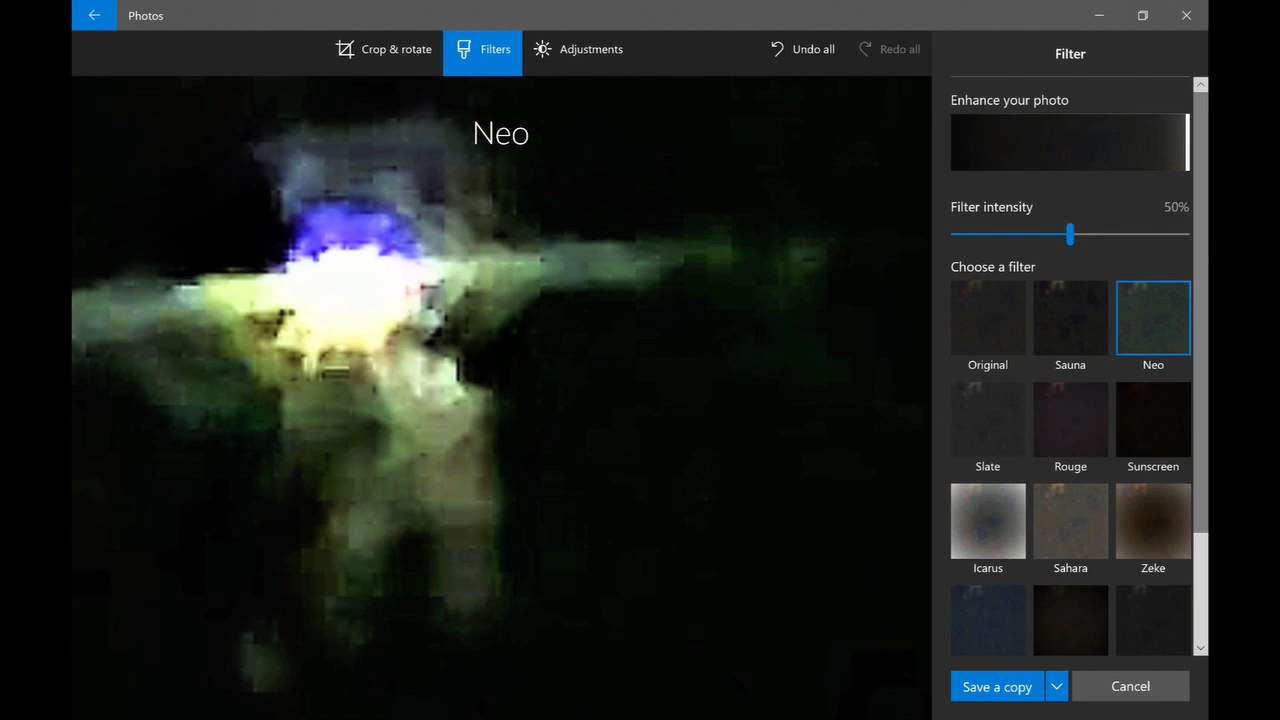 Photos
Crop & rotate
Filters
Adjustments
Undo all
Redo all
Filter
Neo
Enhance your photo
Filter intensity 50%
Choose a filter
Original Sauna Neo
Slate Rouge Sunscreen
Icarus Sahara Zeke
Save a copy
Cancel